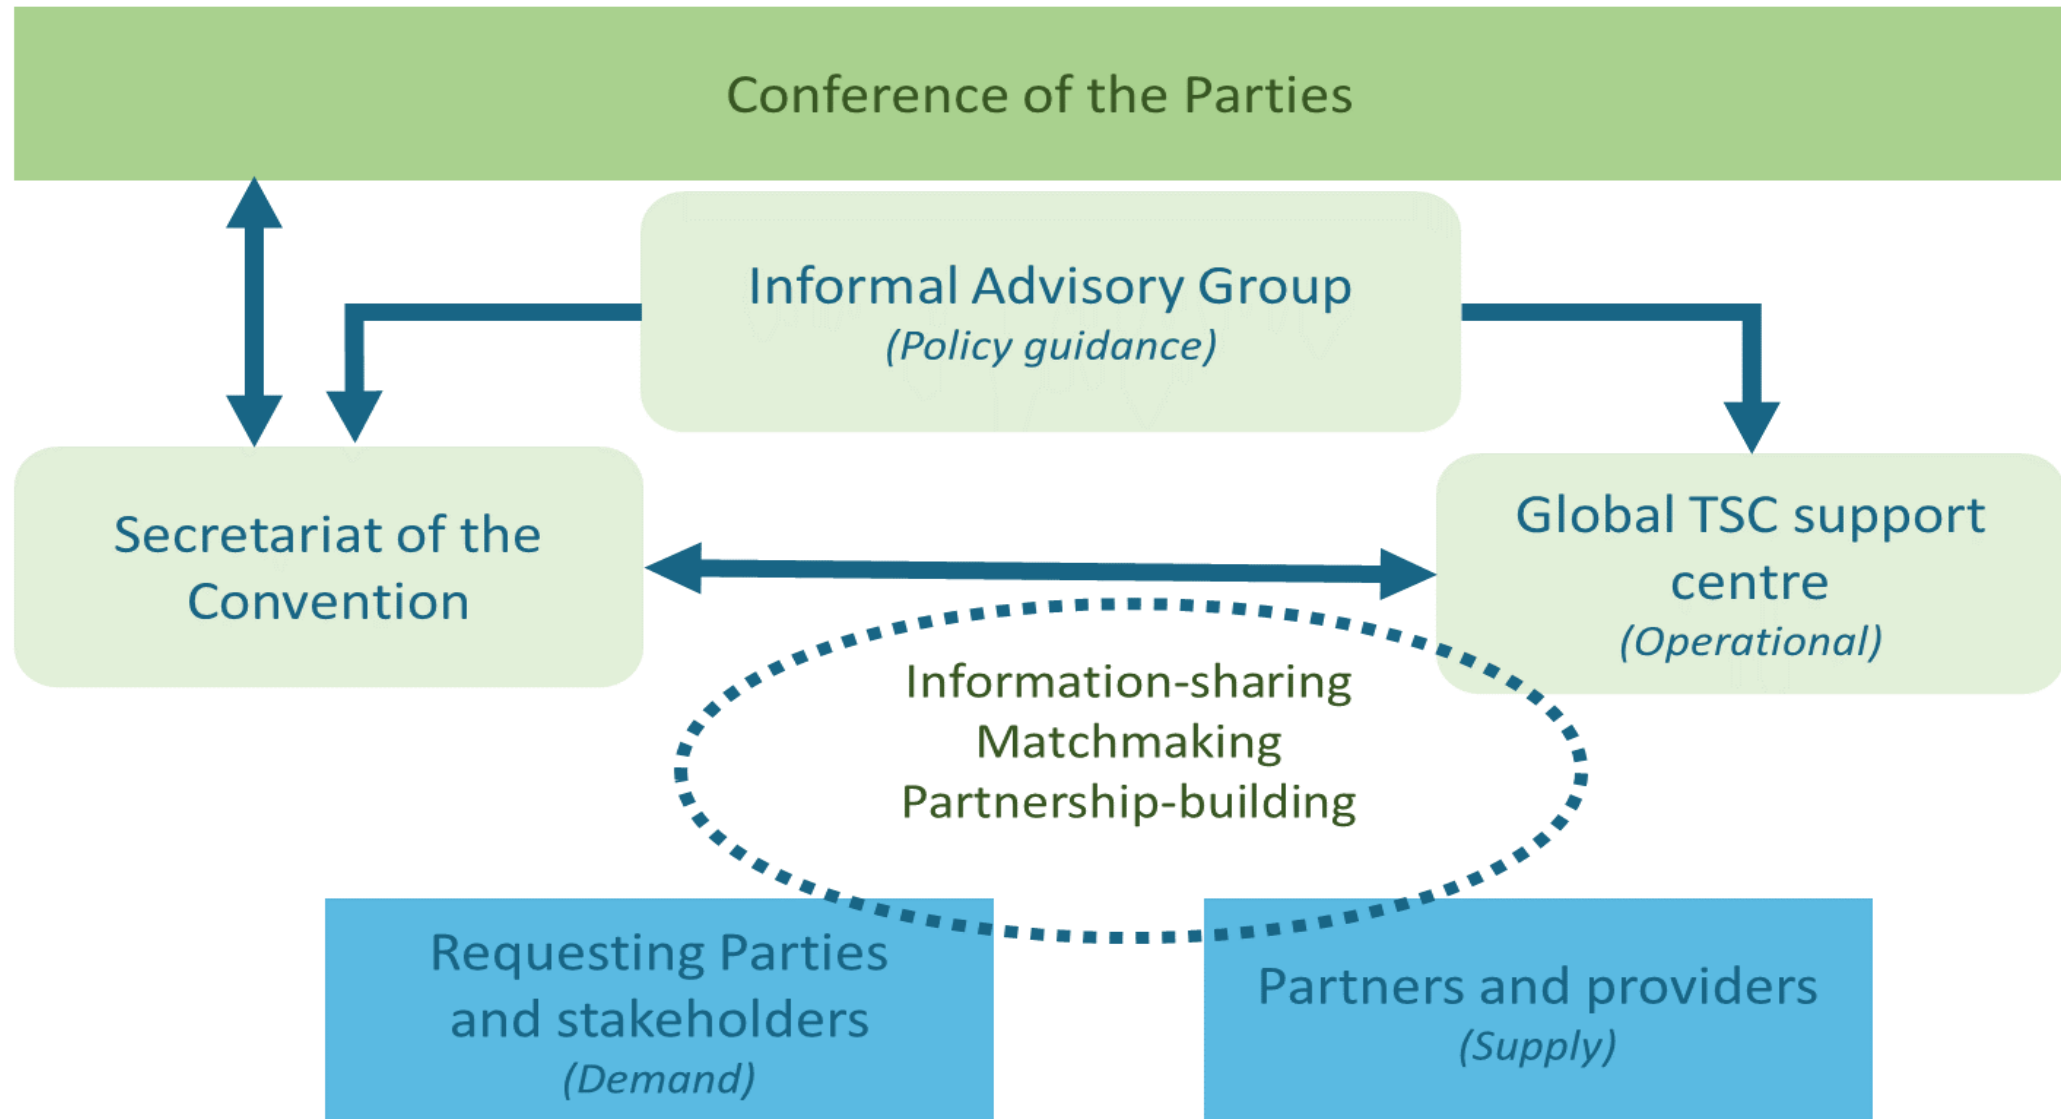 Conference of the Parties
Informal Advisory Group
(Policy guidance)
Secretariat of the
Convention
Global TSC support
centre
(Operational)
Information-sharing
Matchmaking
Partnership-building
Requesting Parties
and stakeholders
(Demand)
Partners and providers
(Supply)